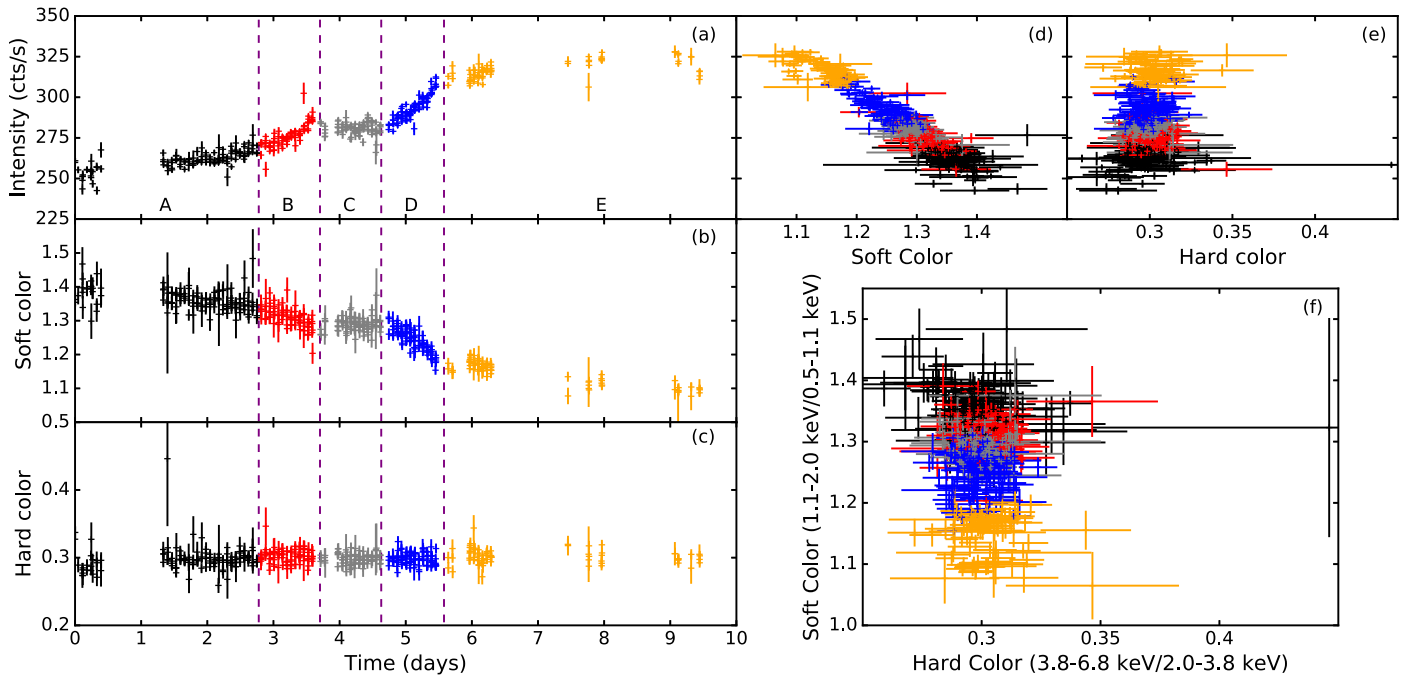 350
325
300
275
250
225
Intensity (cts/s)
(a)
A
B
C
D
E
1.5
1.4
1.3
1.2
1.1
0.5
Soft color
(b)
0.4
0.3
0.2
Hard color
(c)
0 1 2 3 4 5 6 7 8 9 10
Time (days)
(d)
1.1 1.2 1.3 1.4
Soft Color
(e)
0.3 0.4
Hard color
(f)
1.5
1.4
1.3
1.2
1.1
1.0
Soft Color (1.1-2.0 keV/0.5-1.1 keV)
0.3 0.35 0.4
Hard Color (3.8-6.8 keV/2.0-3.8 keV)